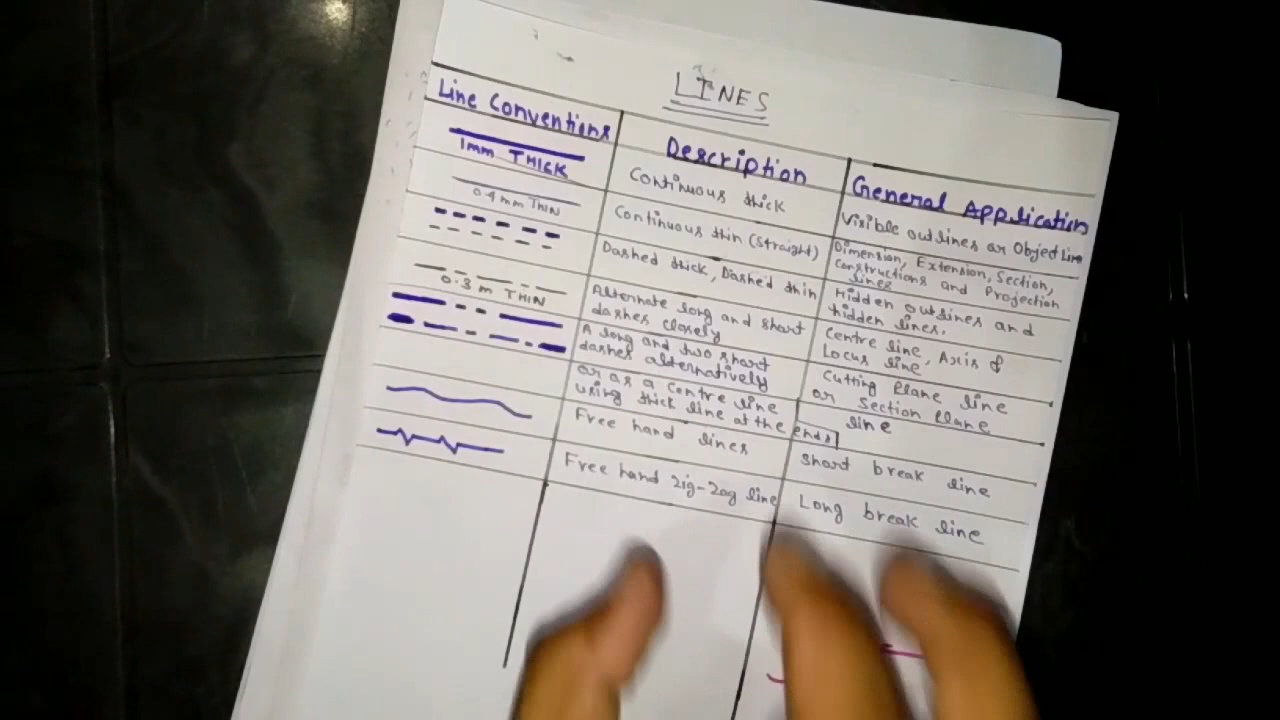 LINES
Line Conventions
Description
General Application
1mm THICK
Continuous thick
Visible outlines or Object Line
0.4 mm THIN
Continuous thin (Straight)
Dimension, Extension, Section,
Constructions and Projection
lines
Dashed thick, Dashed thin
Hidden outlines and
hidden lines.
0.3 m THIN
Alternate long and short
dashes closely
Centre line, Axis &
Locus line
A long and two short
dashes alternatively
or as a centre line
using thick line at the ends
Cutting Plane line
or Section Plane
line
Free hand lines
Short break line
Free hand zig-zag line
Long break line